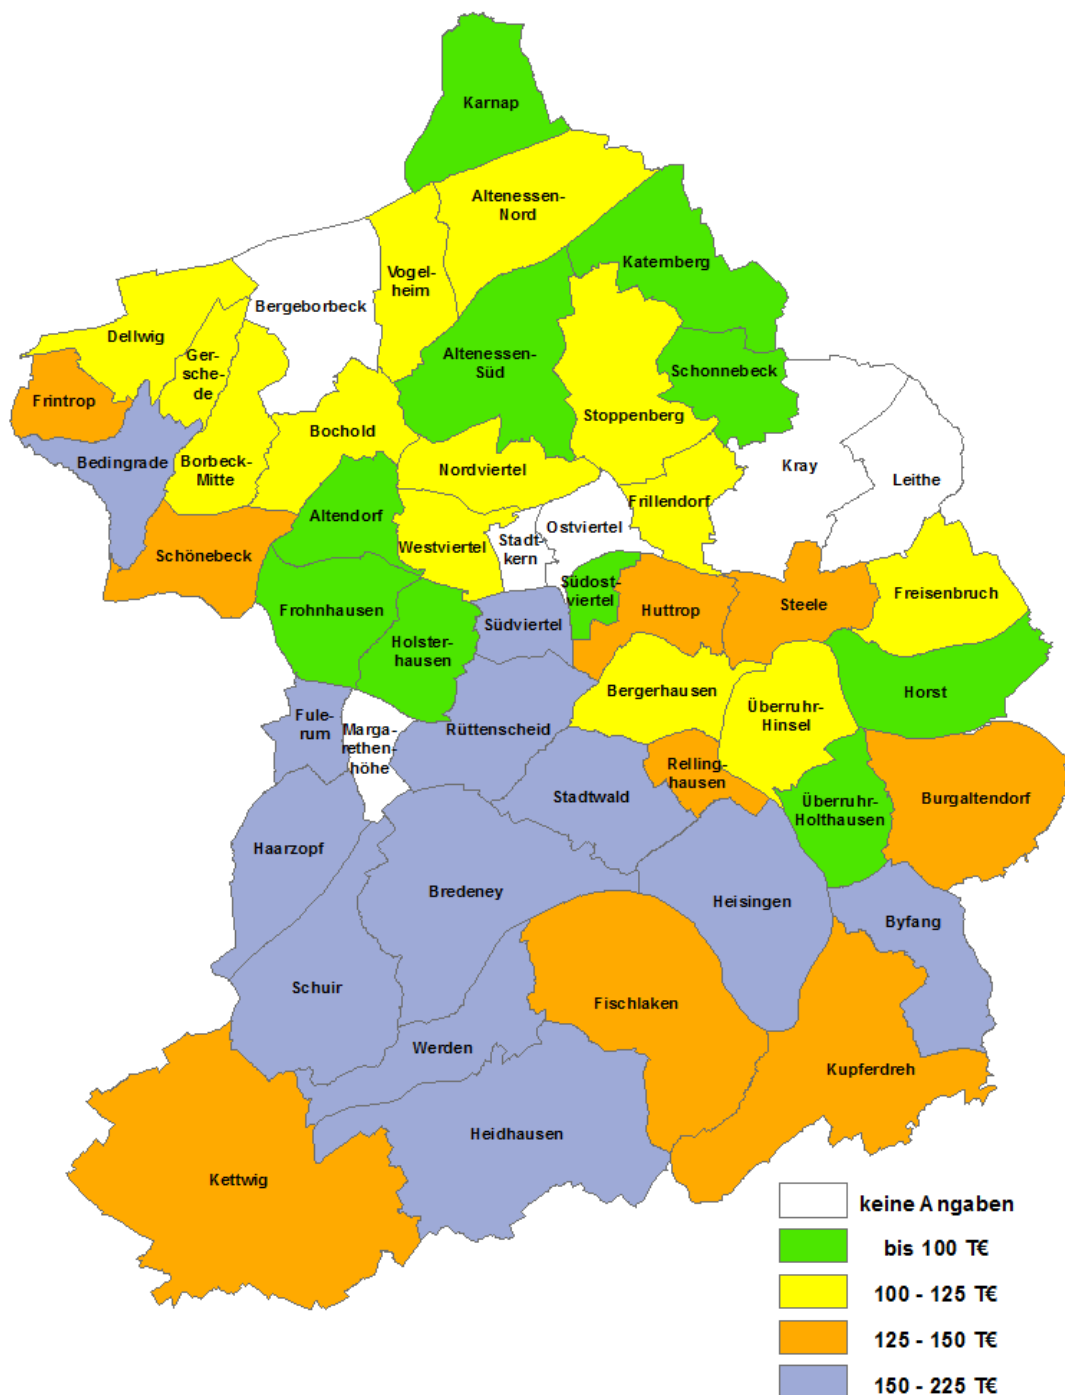 Karnap
Altenessen-
Nord
Katernberg
Vogel-
heim
Bergeborbeck
Dellwig
Ger-
schede
Altenessen-
Süd
Schonnebeck
Frintrop
Stoppenberg
Bochold
Bedingrade
Borbeck-
Mitte
Nordviertel
Kray
Leithe
Frillendorf
Altendorf
Ostviertel
Stadt-
kern
Westviertel
Schönebeck
Südost-
viertel
Freisenbruch
Steele
Huttrop
Frohnhausen
Südviertel
Holster-
hausen
Bergerhausen
Horst
Überruhr-
Hinsel
Fule-
rum
Marga-
rethen-
höhe
Rüttenscheid
Relling-
hausen
Stadtwald
Burgaltendorf
Überruhr-
Holthausen
Haarzopf
Bredeney
Heisingen
Byfang
Schuir
Fischlaken
Werden
Kupferdreh
Heidhausen
Kettwig
keine Angaben
bis 100 T€
100 - 125 T€
125 - 150 T€
150 - 225 T€